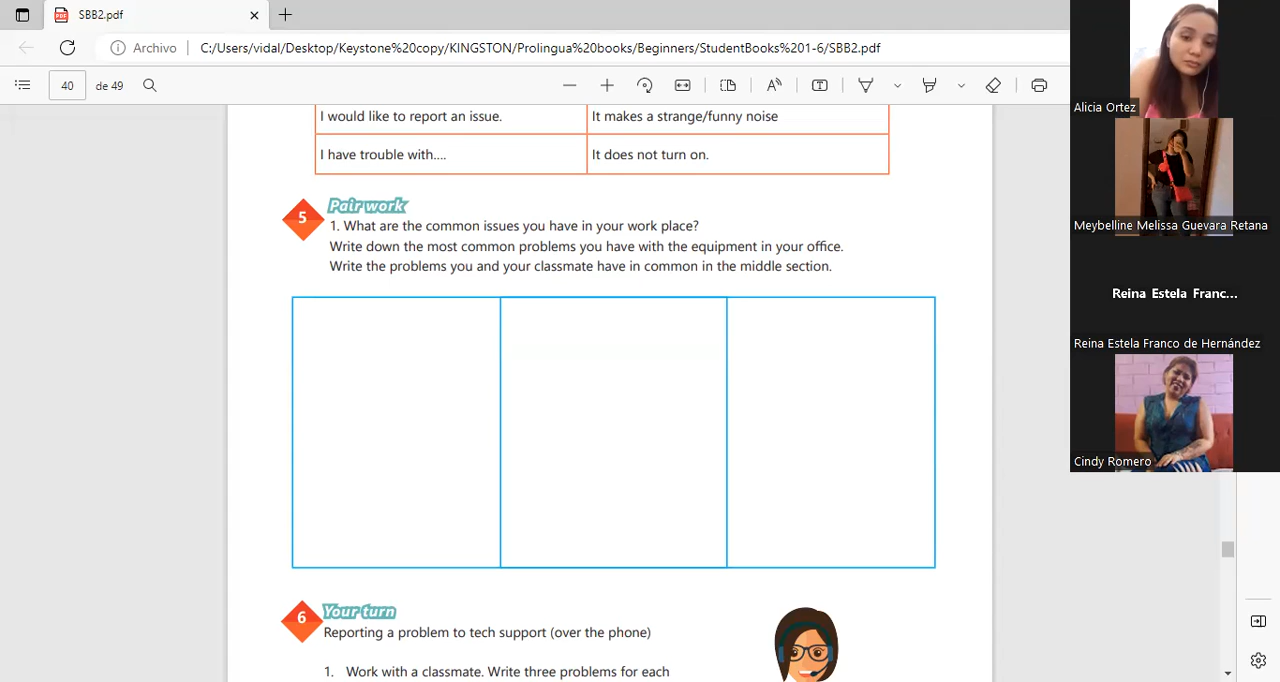 SBB2.pdf
Archivo
C:/Users/vidal/Desktop/Keystone%20copy/KINGSTON/Prolingua%20books/Beginners/StudentBooks%201-6/SBB2.pdf
40 de 49
I would like to report an issue. It makes a strange/funny noise
I have trouble with.... It does not turn on.
5 Pair work
1. What are the common issues you have in your work place?
Write down the most common problems you have with the equipment in your office.
Write the problems you and your classmate have in common in the middle section.
6 Your turn
Reporting a problem to tech support (over the phone)
1. Work with a classmate. Write three problems for each
Alicia Ortez
Meybelline Melissa Guevara Retana
Reina Estela Franc...
Reina Estela Franco de Hernández
Cindy Romero